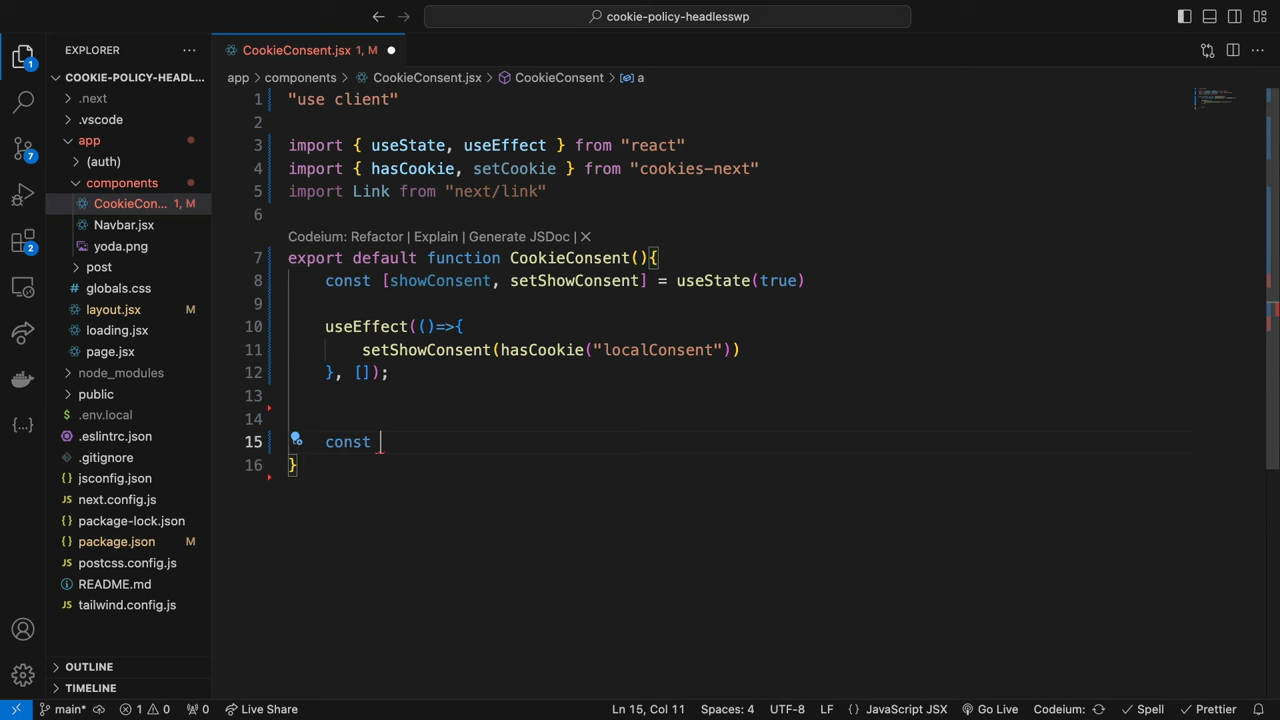 cookie-policy-headlesswp
EXPLORER
CookieConsent.jsx 1, M
COOKIE-POLICY-HEADL...
app > components > CookieConsent.jsx > CookieConsent > a
.next
.vscode
app
(auth)
components
CookieCon... 1, M
Navbar.jsx
yoda.png
post
globals.css
layout.jsx M
loading.jsx
page.jsx
node_modules
public
.env.local
.eslintrc.json
.gitignore
jsconfig.json
next.config.js
package-lock.json
package.json M
postcss.config.js
README.md
tailwind.config.js
OUTLINE
TIMELINE
1
7
2
1 "use client"
2
3 import { useState, useEffect } from "react"
4 import { hasCookie, setCookie } from "cookies-next"
5 import Link from "next/link"
6
Codeium: Refactor | Explain | Generate JSDoc | ✕
7 export default function CookieConsent(){
8 const [showConsent, setShowConsent] = useState(true)
9
10 useEffect(()=>{
11 setShowConsent(hasCookie("localConsent"))
12 }, []);
13
14
15 const
16 }
main* 1 0 0 Live Share Ln 15, Col 11 Spaces: 4 UTF-8 LF {} JavaScript JSX Go Live Codeium: Spell Prettier